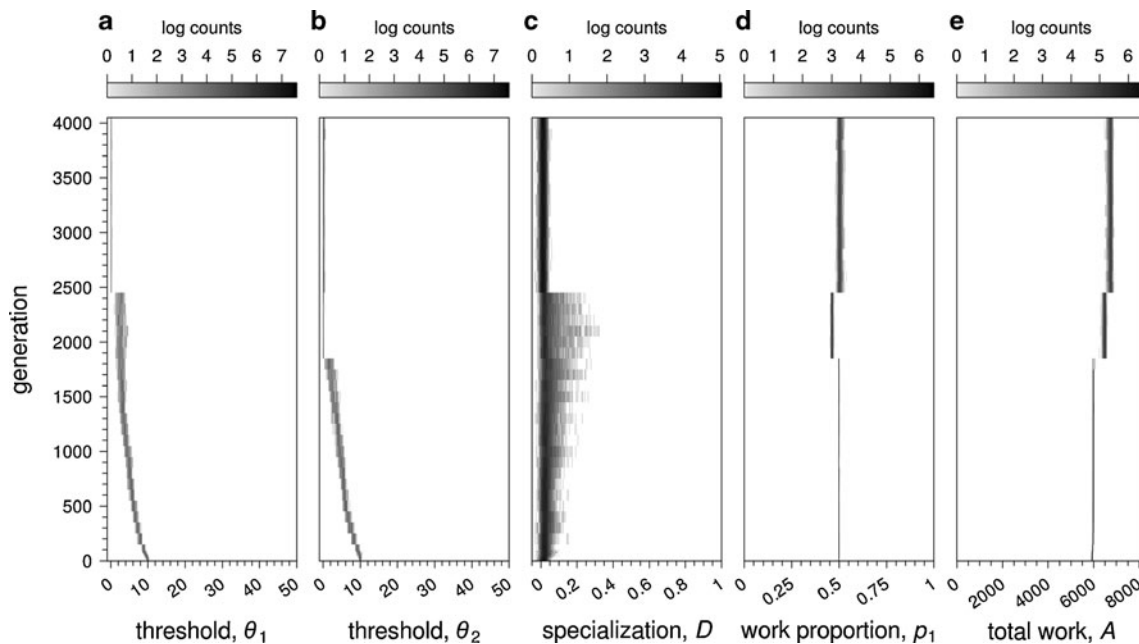 a b c d e
log counts log counts log counts log counts log counts
0 1 2 3 4 5 6 7 0 1 2 3 4 5 6 7 0 1 2 3 4 5 0 1 2 3 4 5 6 0 1 2 3 4 5 6
4000
3500
3000
2500
2000
1500
1000
500
0
generation
0 10 20 30 40 50 0 10 20 30 40 50 0 0.2 0.4 0.6 0.8 1 0 0.25 0.5 0.75 1 0 2000 4000 6000 8000
threshold, θ1 threshold, θ2 specialization, D work proportion, p1 total work, A